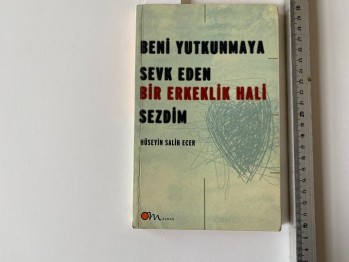 BENİ YUTKUNMAYA
SEVK EDEN
BİR ERKEKLİK HALİ
SEZDİM
HÜSEYİN SALİH ECER